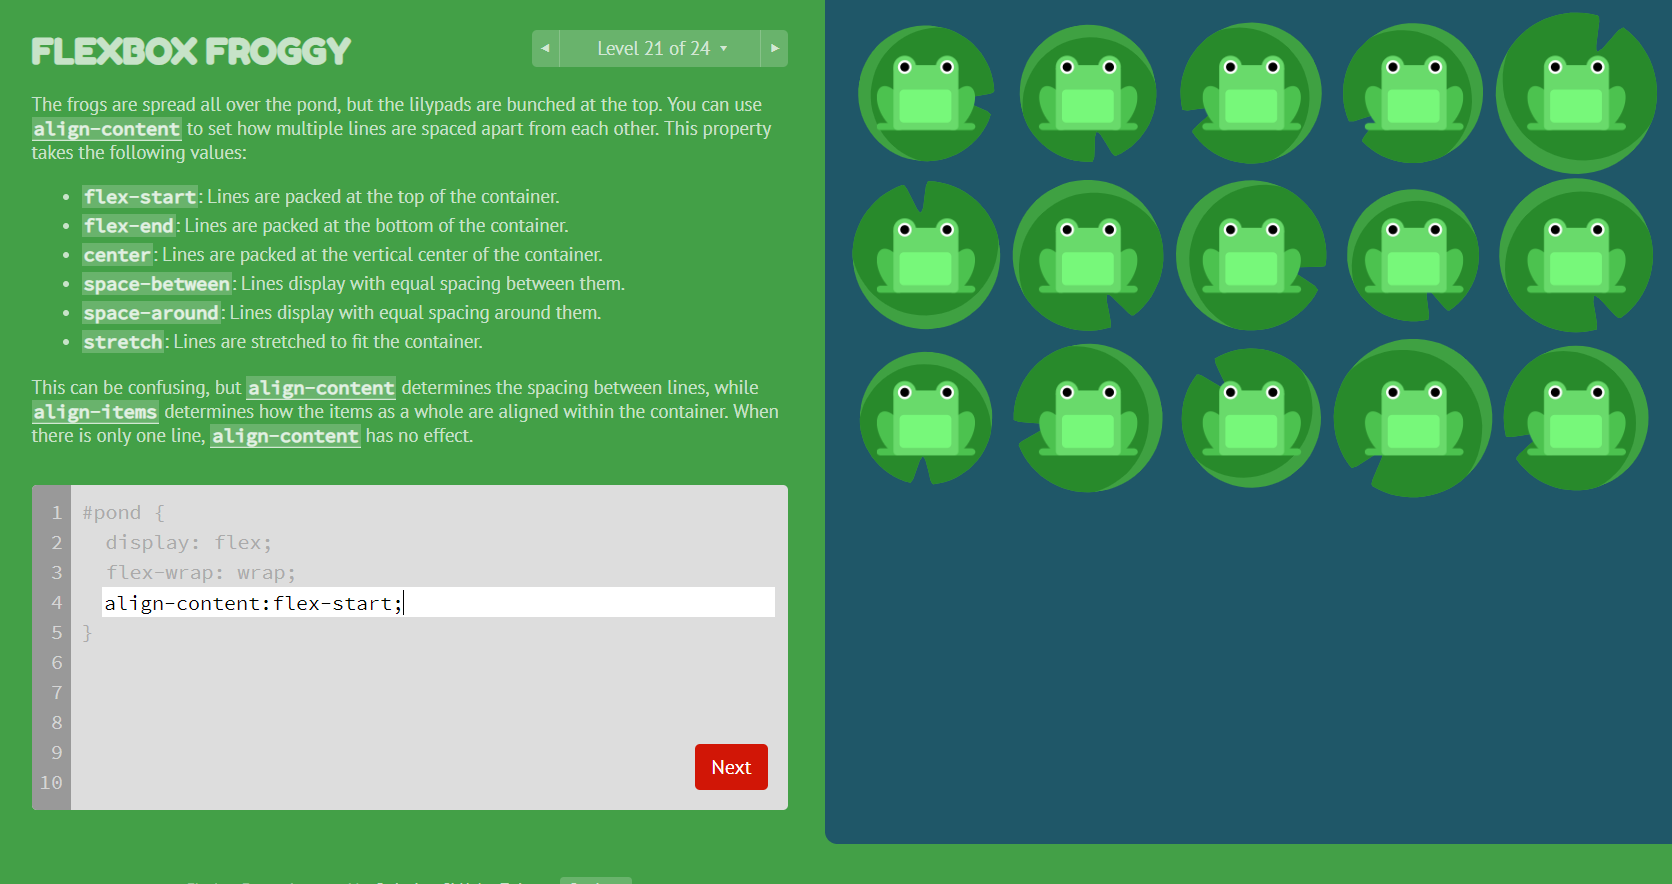 FLEXBOX FROGGY
◀ Level 21 of 24 ▼ ▶
The frogs are spread all over the pond, but the lilypads are bunched at the top. You can use
align-content to set how multiple lines are spaced apart from each other. This property
takes the following values:
• flex-start: Lines are packed at the top of the container.
• flex-end: Lines are packed at the bottom of the container.
• center: Lines are packed at the vertical center of the container.
• space-between: Lines display with equal spacing between them.
• space-around: Lines display with equal spacing around them.
• stretch: Lines are stretched to fit the container.
This can be confusing, but align-content determines the spacing between lines, while
align-items determines how the items as a whole are aligned within the container. When
there is only one line, align-content has no effect.
1 #pond {
2 display: flex;
3 flex-wrap: wrap;
4 align-content:flex-start;
5 }
6
7
8
9
10
Next